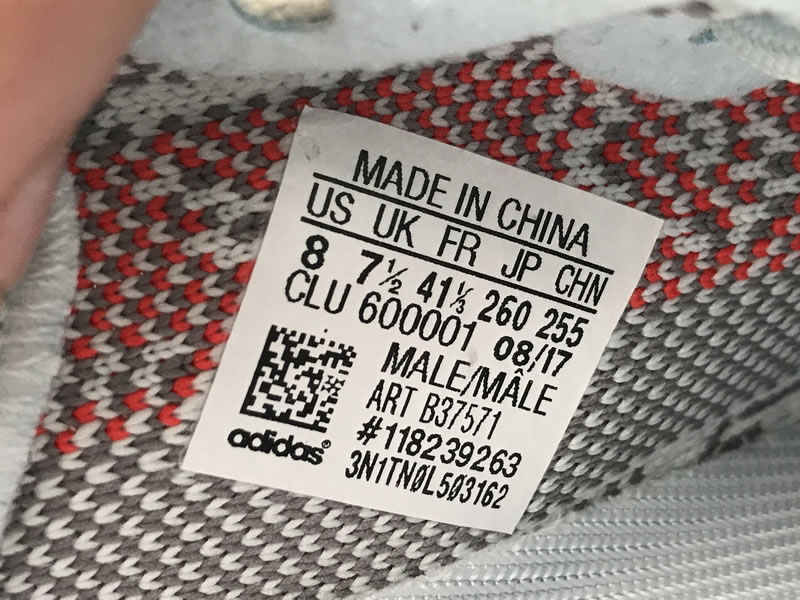 MADE IN CHINA
US UK FR JP CHN
8 7½ 41⅓ 260 255
CLU 600001 08/17
MALE/MÂLE
ART B37571
#118239263
3N1TNØL5Ø3162
adidas®